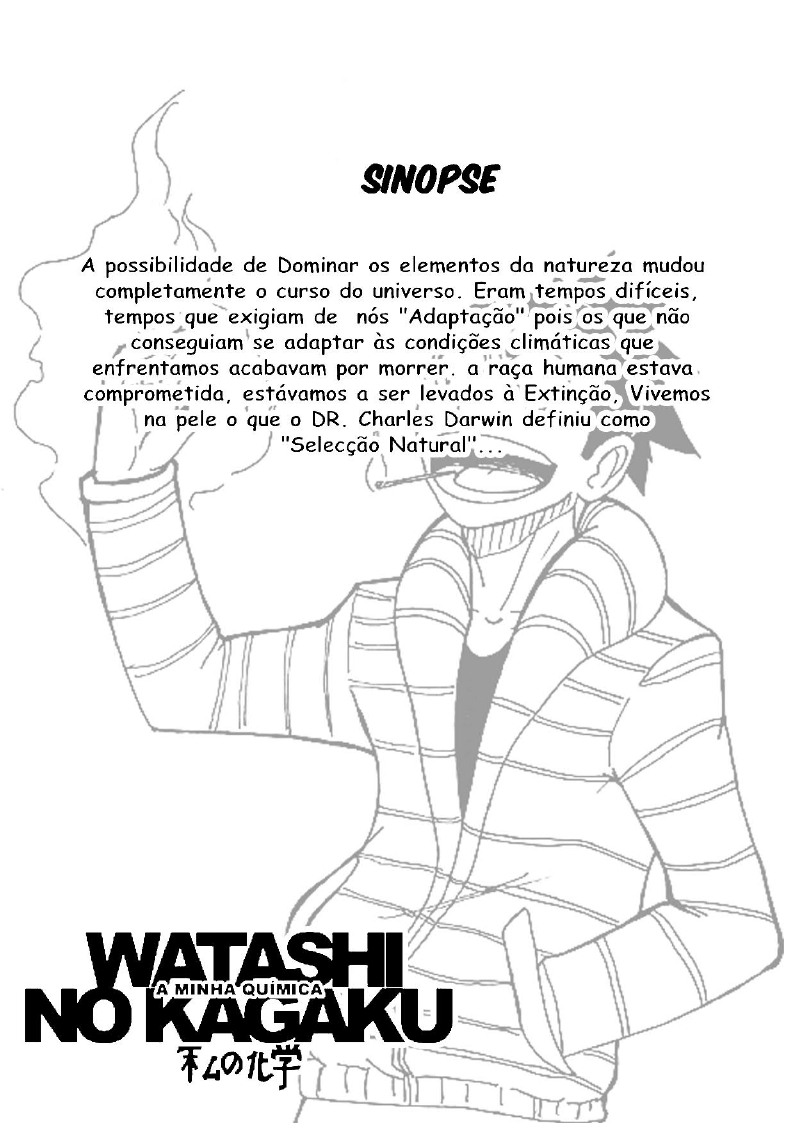 SINOPSE
A possibilidade de Dominar os elementos da natureza mudou
completamente o curso do universo. Eram tempos difíceis,
tempos que exigiam de nós "Adaptação" pois os que não
conseguiam se adaptar às condições climáticas que
enfrentamos acabavam por morrer. a raça humana estava
comprometida, estávamos a ser levados à Extinção, Vivemos
na pele o que o DR. Charles Darwin definiu como
"Selecção Natural"...
WATASHI
A MINHA QUÍMICA
NO KAGAKU
私の化学